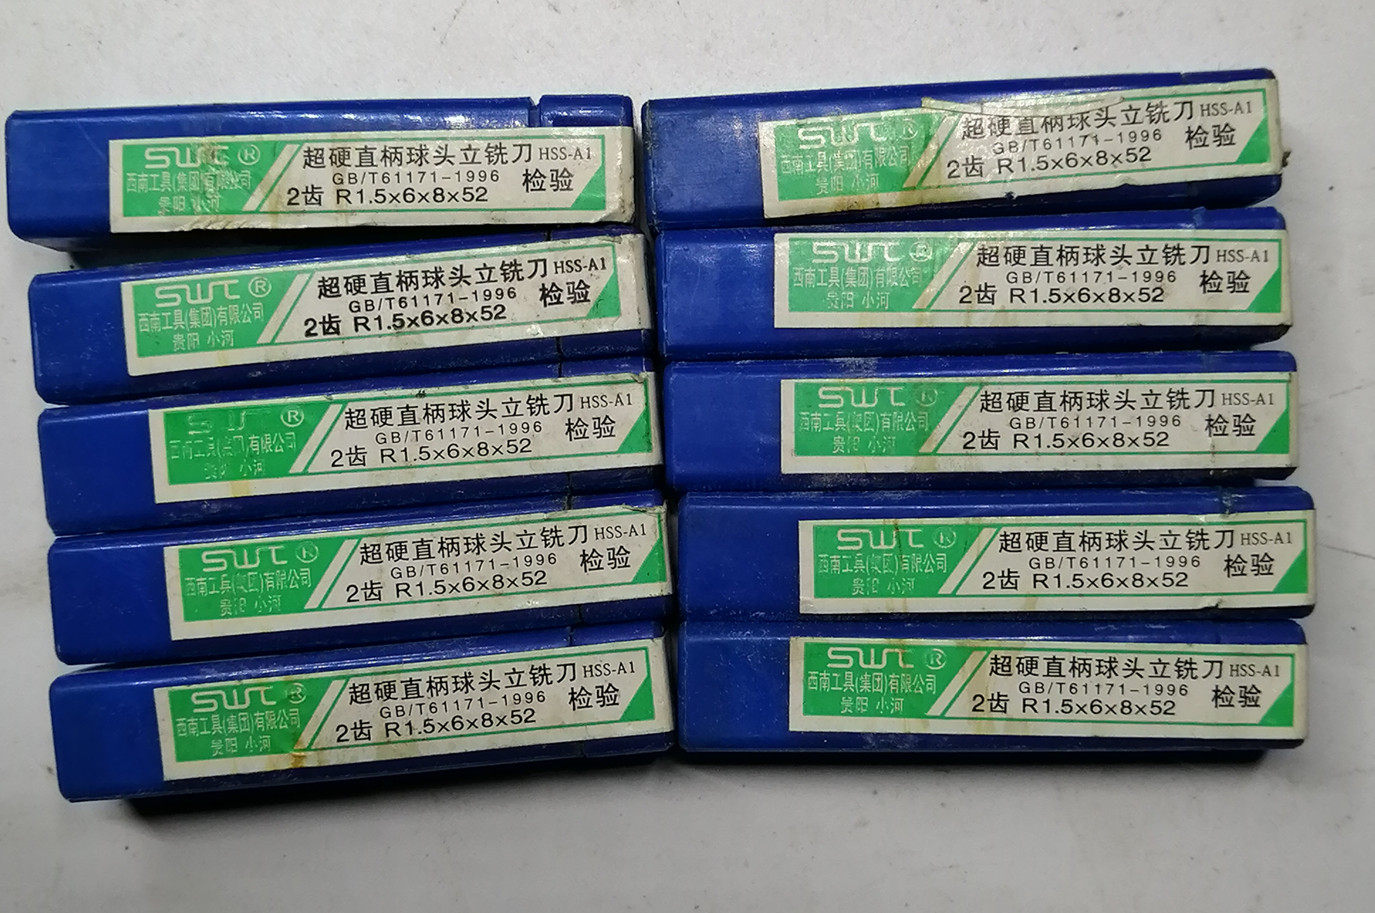 SWT ®
西南工具(集团)有限公司
贵阳 小河
超硬直柄球头立铣刀 HSS-A1
GB/T61171-1996 检验
2齿 R1.5×6×8×52
SWT ®
西南工具(集团)有限公司
贵阳 小河
超硬直柄球头立铣刀 HSS-A1
GB/T61171-1996 检验
2齿 R1.5×6×8×52
SWT ®
西南工具(集团)有限公司
贵阳 小河
超硬直柄球头立铣刀 HSS-A1
GB/T61171-1996 检验
2齿 R1.5×6×8×52
SWT ®
西南工具(集团)有限公司
贵阳 小河
超硬直柄球头立铣刀 HSS-A1
GB/T61171-1996 检验
2齿 R1.5×6×8×52
SWT ®
西南工具(集团)有限公司
贵阳 小河
超硬直柄球头立铣刀 HSS-A1
GB/T61171-1996 检验
2齿 R1.5×6×8×52
SWT ®
西南工具(集团)有限公司
贵阳 小河
超硬直柄球头立铣刀 HSS-A1
GB/T61171-1996 检验
2齿 R1.5×6×8×52
SWT ®
西南工具(集团)有限公司
贵阳 小河
超硬直柄球头立铣刀 HSS-A1
GB/T61171-1996 检验
2齿 R1.5×6×8×52
SWT ®
西南工具(集团)有限公司
贵阳 小河
超硬直柄球头立铣刀 HSS-A1
GB/T61171-1996 检验
2齿 R1.5×6×8×52
SWT ®
西南工具(集团)有限公司
贵阳 小河
超硬直柄球头立铣刀 HSS-A1
GB/T61171-1996 检验
2齿 R1.5×6×8×52
SWT ®
西南工具(集团)有限公司
贵阳 小河
超硬直柄球头立铣刀 HSS-A1
GB/T61171-1996 检验
2齿 R1.5×6×8×52